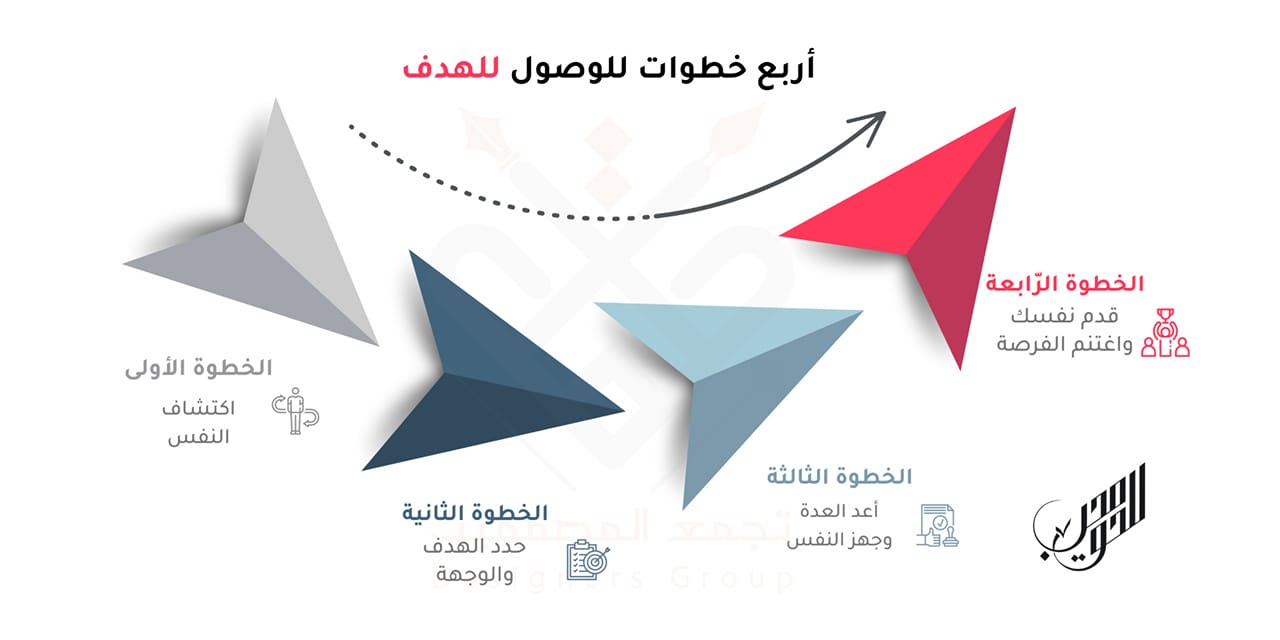 أربع خطوات للوصول للهدف
الخطوة الأولى
اكتشاف
النفس
الخطوة الثانية
حدد الهدف
والوجهة
الخطوة الثالثة
أعد العدة
وجهز النفس
الخطوة الرّابعة
قدم نفسك
واغتنم الفرصة
تجمع المصممين
Designers Group